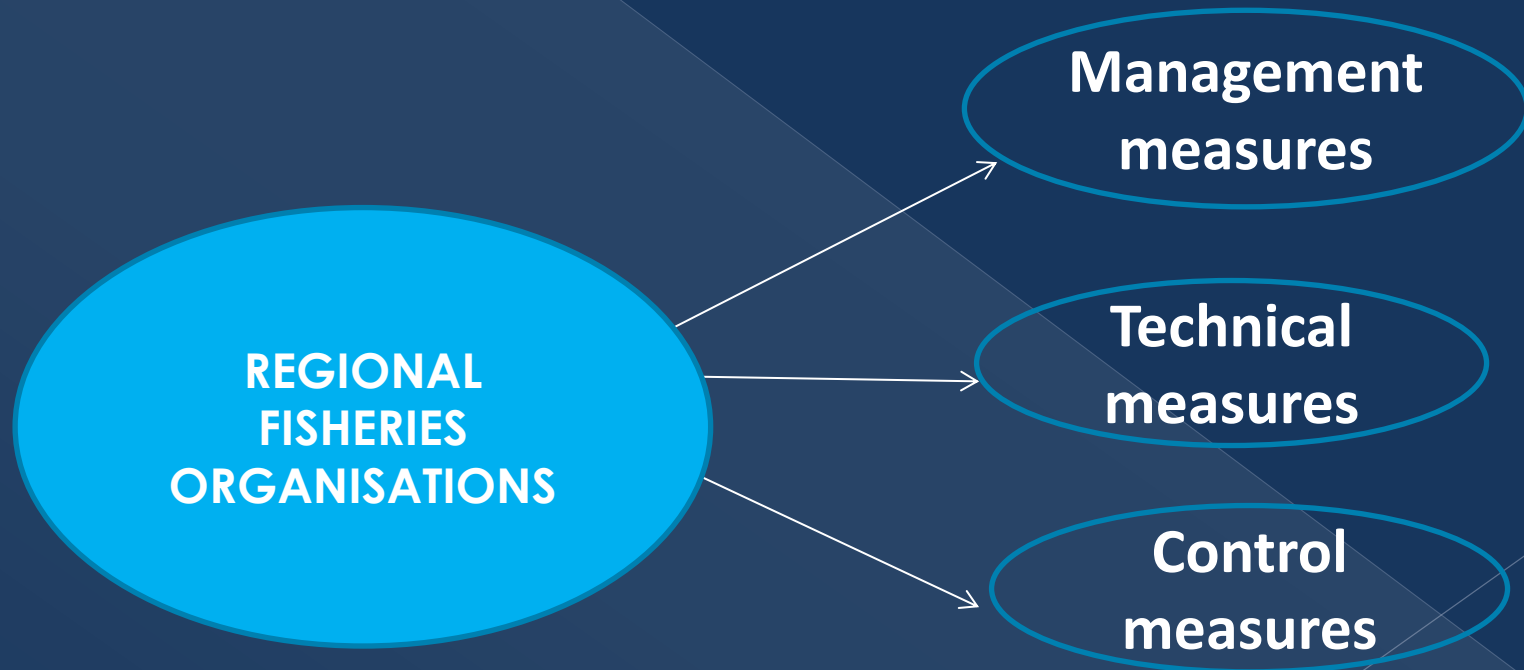 REGIONAL
FISHERIES
ORGANISATIONS
Management
measures
Technical
measures
Control
measures